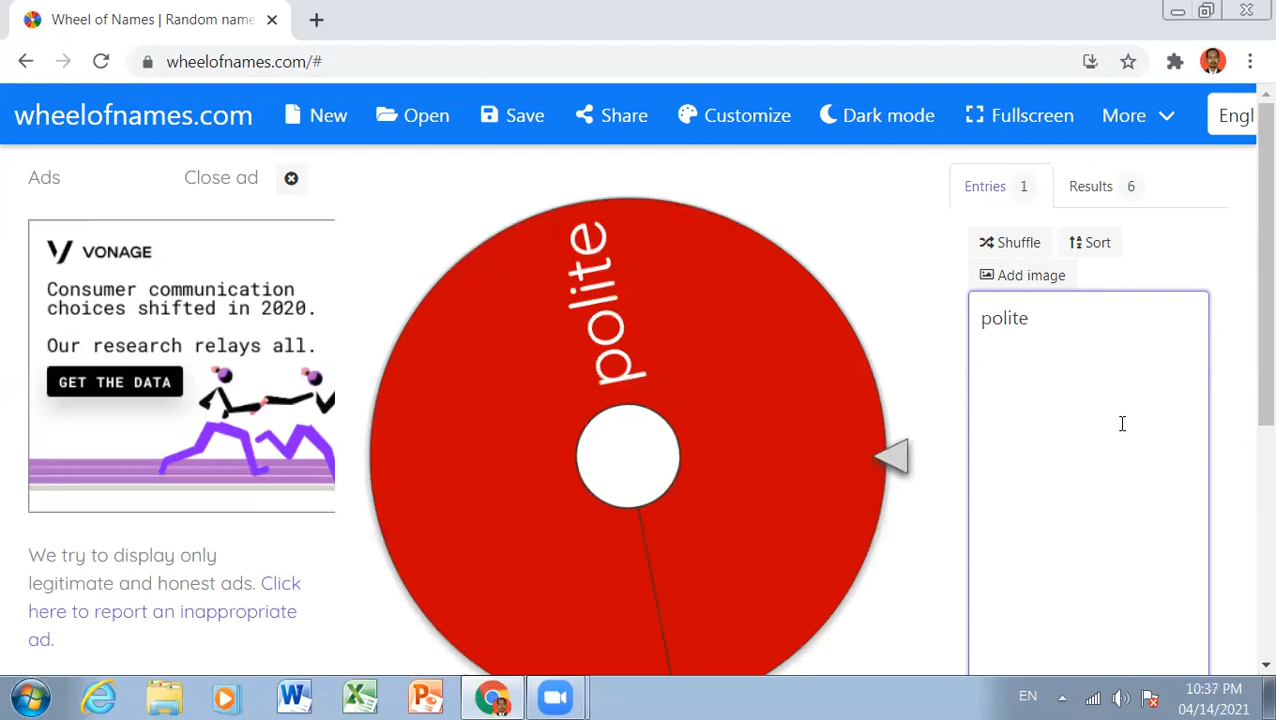 Wheel of Names | Random name
wheelofnames.com/#
wheelofnames.com New Open Save Share Customize Dark mode Fullscreen More Engl
Ads Close ad
Entries 1 Results 6
VONAGE
Consumer communication
choices shifted in 2020.
Our research relays all.
GET THE DATA
polite
Shuffle Sort
Add image
polite
We try to display only
legitimate and honest ads. Click
here to report an inappropriate
ad.
EN
10:37 PM
04/14/2021